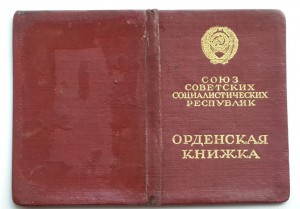 СОЮЗ
СОВЕТСКИХ
СОЦИАЛИСТИЧЕСКИХ
РЕСПУБЛИК
ОРДЕНСКАЯ
КНИЖКА